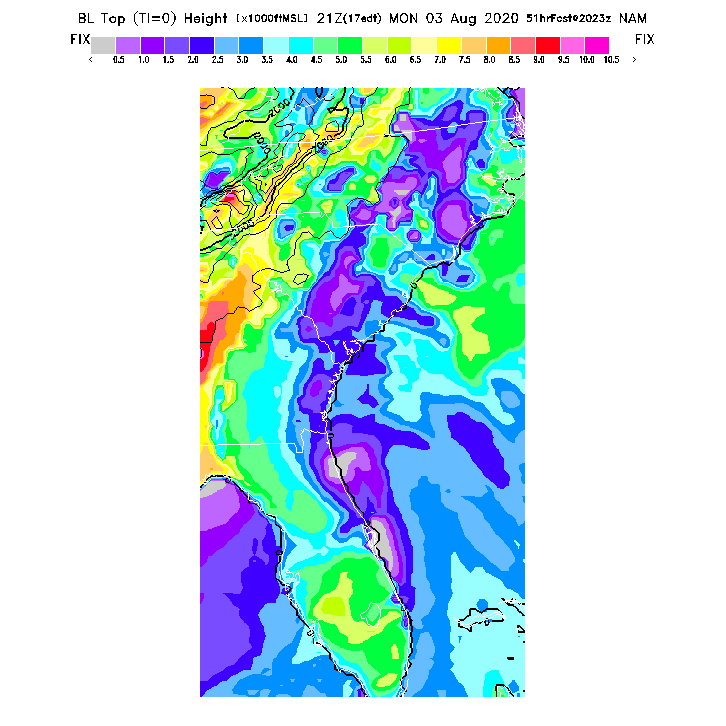 BL Top (TI=0) Height [x1000ftMSL] 21Z(17edt) MON 03 Aug 2020 51hrFcst@2023z NAM
FIX FIX
< 0.5 1.0 1.5 2.0 2.5 3.5 4.0 4.5 5.0 5.5 6.0 6.5 7.0 7.5 8.0 8.5 9.0 9.5 10.0 10.5 >
2000